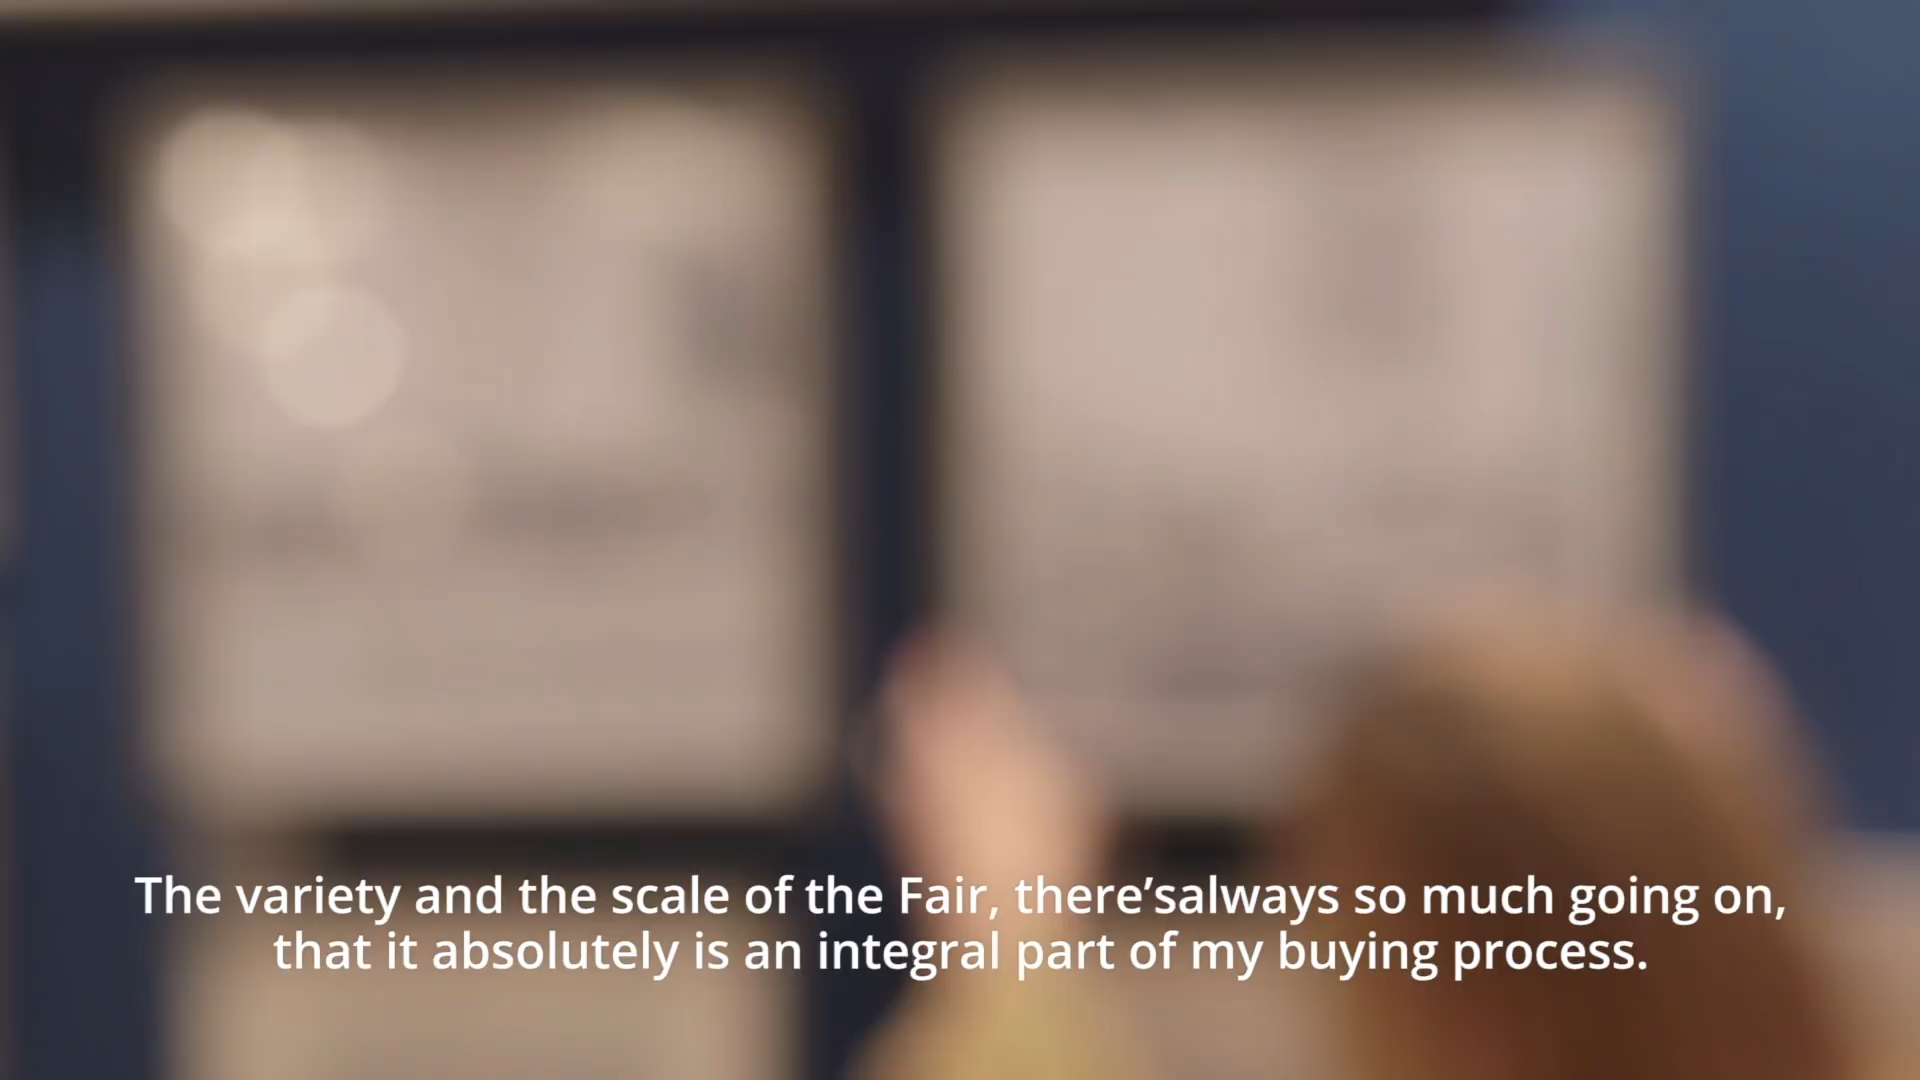 The variety and the scale of the Fair, there’salways so much going on,
that it absolutely is an integral part of my buying process.